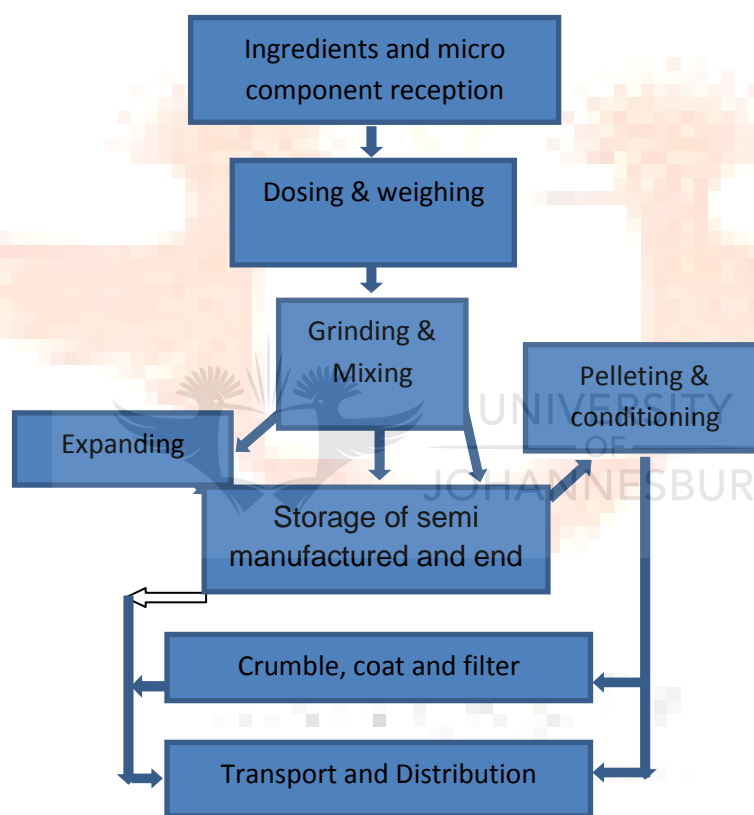 Ingredients and micro
component reception
Dosing & weighing
Grinding &
Mixing
Pelleting &
conditioning
Expanding
UNIVERSITY
OF
JOHANNESBUR
Storage of semi
manufactured and end
Crumble, coat and filter
Transport and Distribution